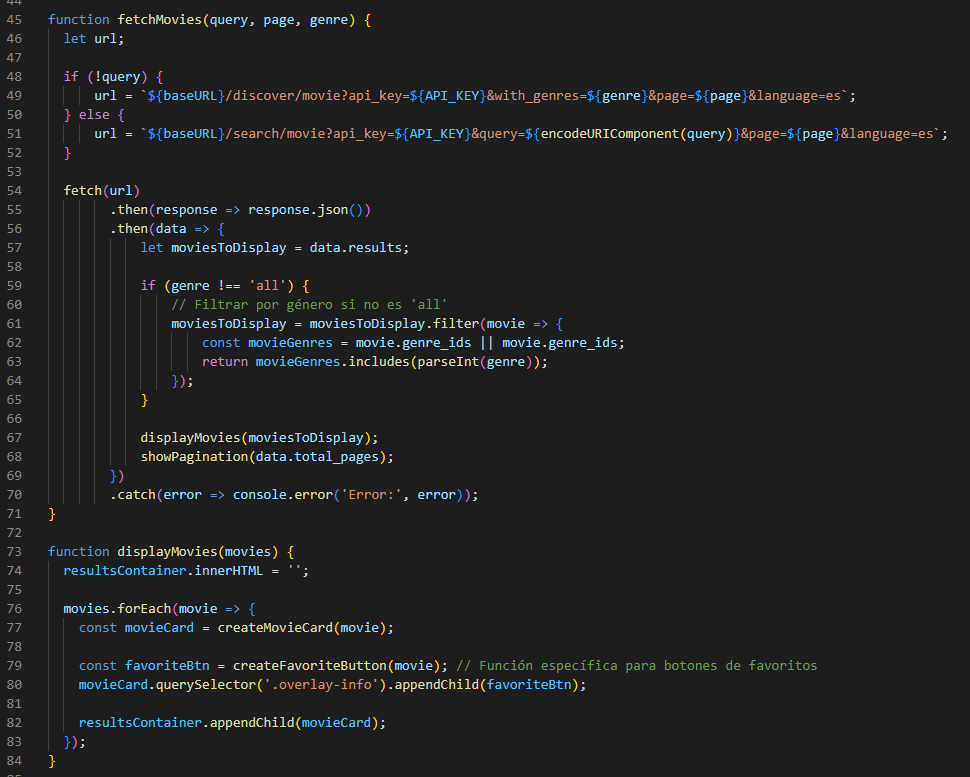 44
45 function fetchMovies(query, page, genre) {
46   let url;
47
48   if (!query) {
49       url = `${baseURL}/discover/movie?api_key=${API_KEY}&with_genres=${genre}&page=${page}&language=es`;
50   } else {
51       url = `${baseURL}/search/movie?api_key=${API_KEY}&query=${encodeURIComponent(query)}&page=${page}&language=es`;
52   }
53
54   fetch(url)
55         .then(response => response.json())
56         .then(data => {
57             let moviesToDisplay = data.results;
58
59             if (genre !== 'all') {
60                 // Filtrar por género si no es 'all'
61                 moviesToDisplay = moviesToDisplay.filter(movie => {
62                     const movieGenres = movie.genre_ids || movie.genre_ids;
63                     return movieGenres.includes(parseInt(genre));
64                 });
65             }
66
67             displayMovies(moviesToDisplay);
68             showPagination(data.total_pages);
69         })
70         .catch(error => console.error('Error:', error));
71 }
72
73 function displayMovies(movies) {
74   resultsContainer.innerHTML = '';
75
76   movies.forEach(movie => {
77     const movieCard = createMovieCard(movie);
78
79     const favoriteBtn = createFavoriteButton(movie); // Función específica para botones de favoritos
80     movieCard.querySelector('.overlay-info').appendChild(favoriteBtn);
81
82     resultsContainer.appendChild(movieCard);
83   });
84 }